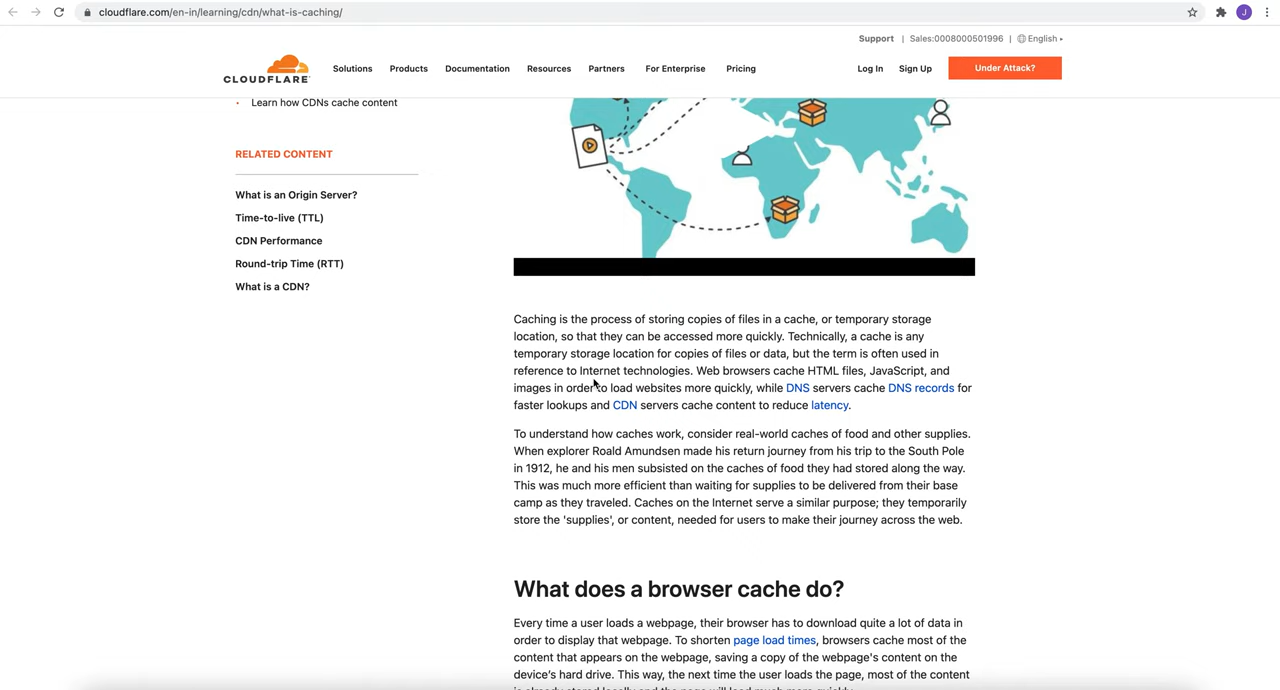 cloudflare.com/en-in/learning/cdn/what-is-caching/
J
Support | Sales:0008000501996 | English
CLOUDFLARE
Solutions Products Documentation Resources Partners For Enterprise Pricing Log In Sign Up Under Attack?
• Learn how CDNs cache content
RELATED CONTENT
What is an Origin Server?
Time-to-live (TTL)
CDN Performance
Round-trip Time (RTT)
What is a CDN?
Caching is the process of storing copies of files in a cache, or temporary storage
location, so that they can be accessed more quickly. Technically, a cache is any
temporary storage location for copies of files or data, but the term is often used in
reference to Internet technologies. Web browsers cache HTML files, JavaScript, and
images in order to load websites more quickly, while DNS servers cache DNS records for
faster lookups and CDN servers cache content to reduce latency.
To understand how caches work, consider real-world caches of food and other supplies.
When explorer Roald Amundsen made his return journey from his trip to the South Pole
in 1912, he and his men subsisted on the caches of food they had stored along the way.
This was much more efficient than waiting for supplies to be delivered from their base
camp as they traveled. Caches on the Internet serve a similar purpose; they temporarily
store the 'supplies', or content, needed for users to make their journey across the web.
What does a browser cache do?
Every time a user loads a webpage, their browser has to download quite a lot of data in
order to display that webpage. To shorten page load times, browsers cache most of the
content that appears on the webpage, saving a copy of the webpage's content on the
device's hard drive. This way, the next time the user loads the page, most of the content